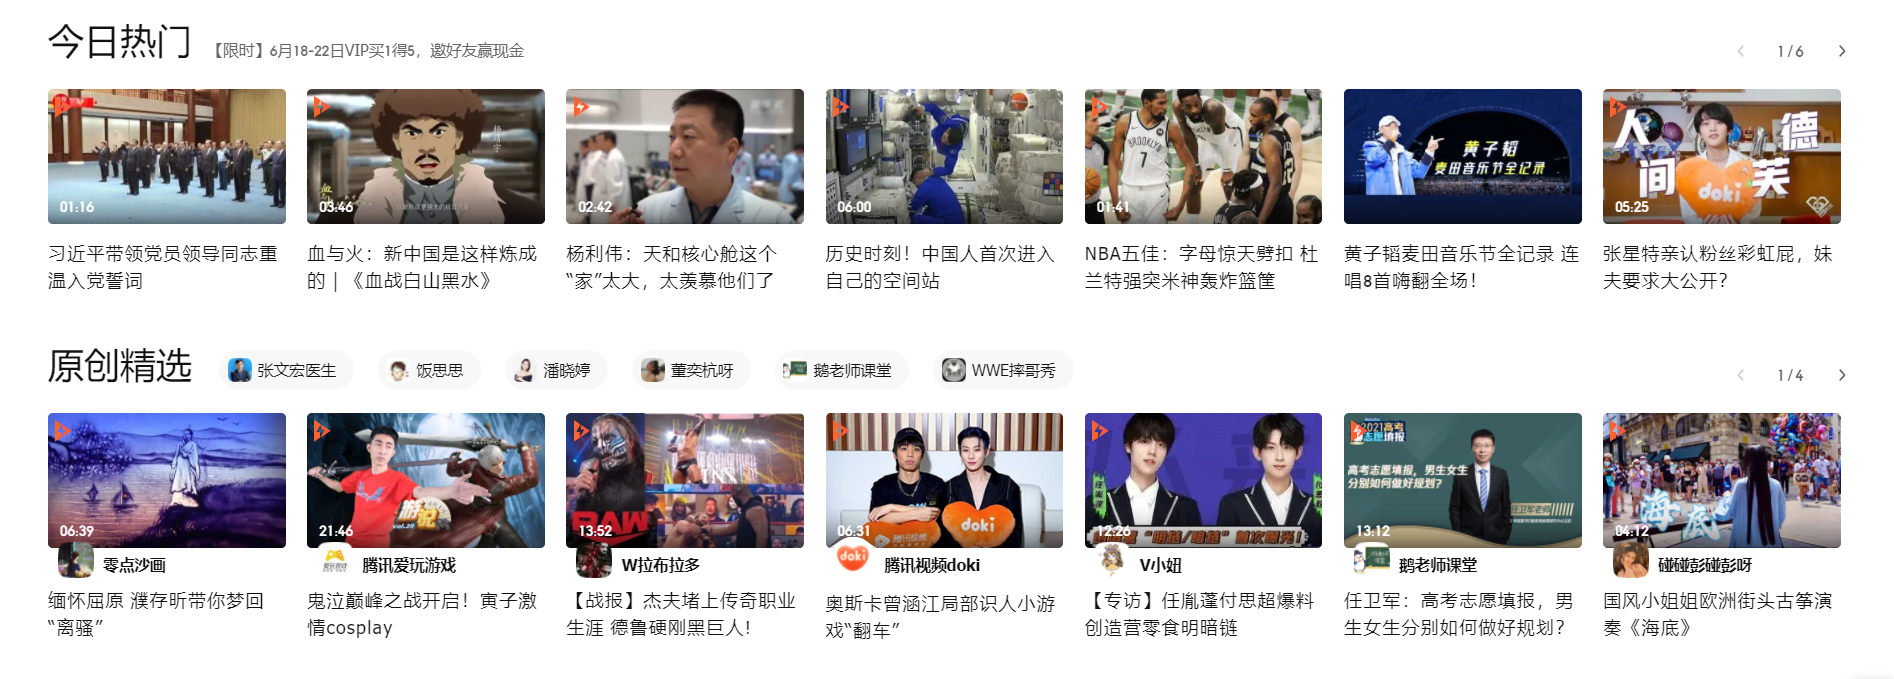 今日热门 【限时】6月18-22日VIP买1得5，邀好友赢现金
1 / 6
01:16
03:46
02:42
06:00
BROOKLYN
7
01:41
黄子韬
麦田音乐节全记录
人间
德芙
doki
05:25
习近平带领党员领导同志重
温入党誓词
血与火：新中国是这样炼成
的｜《血战白山黑水》
杨利伟：天和核心舱这个
“家”太大，太羡慕他们了
历史时刻！中国人首次进入
自己的空间站
NBA五佳：字母惊天劈扣 杜
兰特强突米神轰炸篮筐
黄子韬麦田音乐节全记录 连
唱8首嗨翻全场！
张星特亲认粉丝彩虹屁，妹
夫要求大公开？
原创精选
张文宏医生
饭思思
潘晓婷
董奕杭呀
鹅老师课堂
WWE摔哥秀
1 / 4
06:39
21:46
RAW
13:52
doki
腾讯视频
06:31
12:26
2021高考
志愿填报
高考志愿填报，男生女生
分别如何做好规划？
任卫军老师
13:12
海底
04:12
零点沙画
腾讯爱玩游戏
W拉布拉多
doki
腾讯视频doki
V小妞
鹅老师课堂
碰碰彭碰彭呀
缅怀屈原 濮存昕带你梦回
“离骚”
鬼泣巅峰之战开启！寅子激
情cosplay
【战报】杰夫堵上传奇职业
生涯 德鲁硬刚黑巨人！
奥斯卡曾涵江局部识人小游
戏“翻车”
【专访】任胤蓬付思超爆料
创造营零食明暗链
任卫军：高考志愿填报，男
生女生分别如何做好规划？
国风小姐姐欧洲街头古筝演
奏《海底》